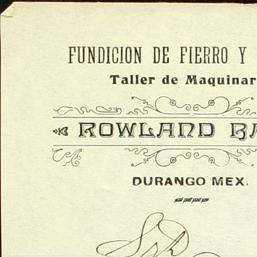 FUNDICION DE FIERRO Y
Taller de Maquinar
ROWLAND BA
DURANGO MEX.